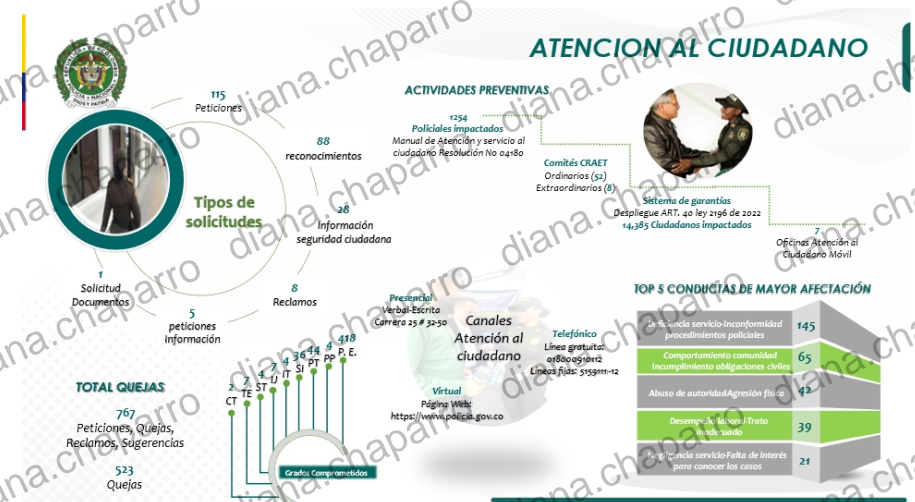 ATENCION AL CIUDADANO
115
Peticiones
88
reconocimientos
28
Información
seguridad ciudadana
8
Reclamos
5
peticiones
Información
1
Solicitud
Documentos
Tipos de
solicitudes
ACTIVIDADES PREVENTIVAS
1254
Policiales impactados
Manual de Atención y servicio al
ciudadano Resolución No 04180
Comités CRAET
Ordinarios (52)
Extraordinarios (8)
Sistema de garantías
Despliegue ART. 40 ley 2196 de 2022
14,385 Ciudadanos impactados
7
Oficinas Atención al
Ciudadano Móvil
TOTAL QUEJAS
767
Peticiones, Quejas,
Reclamos, Sugerencias
523
Quejas
2 7 4 7 4 36 44 4 418
CT TE ST IJ IT SI PT PP P. E.
Grados Comprometidos
Canales
Atención al
ciudadano
Presencial
Verbal-Escrita
Carrera 25 # 32-50
Telefónico
Línea gratuita:
018000910112
Líneas fijas: 5159111-12
Virtual
Página Web:
https://www.policia.gov.co
TOP 5 CONDUCTAS DE MAYOR AFECTACIÓN
Deficiencia servicio-Inconformidad
procedimientos policiales
145
Comportamiento comunidad
Incumplimiento obligaciones civiles
65
Abuso de autoridad-Agresión física
42
Desempeño laboral-Trato
inadecuado
39
Negligencia servicio-Falta de interés
para conocer los casos
21
diana.chaparro